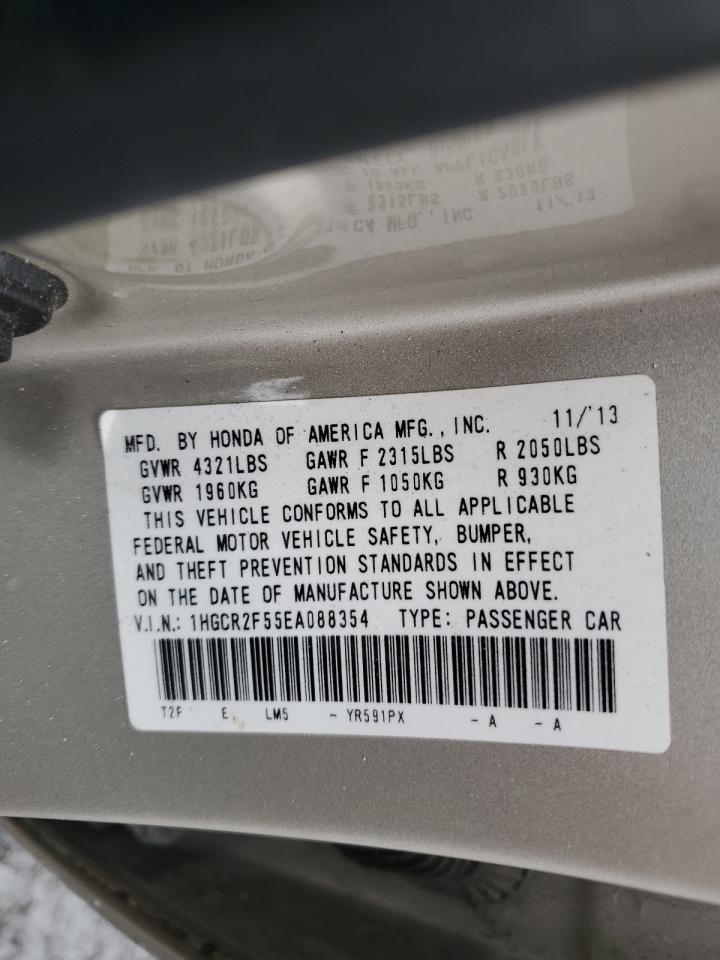 MFD. BY HONDA OF AMERICA MFG., INC. 11/'13
GVWR 4321LBS GAWR F 2315LBS R 2050LBS
GVWR 1960KG GAWR F 1050KG R 930KG
THIS VEHICLE CONFORMS TO ALL APPLICABLE
FEDERAL MOTOR VEHICLE SAFETY, BUMPER,
AND THEFT PREVENTION STANDARDS IN EFFECT
ON THE DATE OF MANUFACTURE SHOWN ABOVE.
V.I.N.: 1HGCR2F55EA088354 TYPE: PASSENGER CAR
T2F E LM5 - YR591PX - A - A